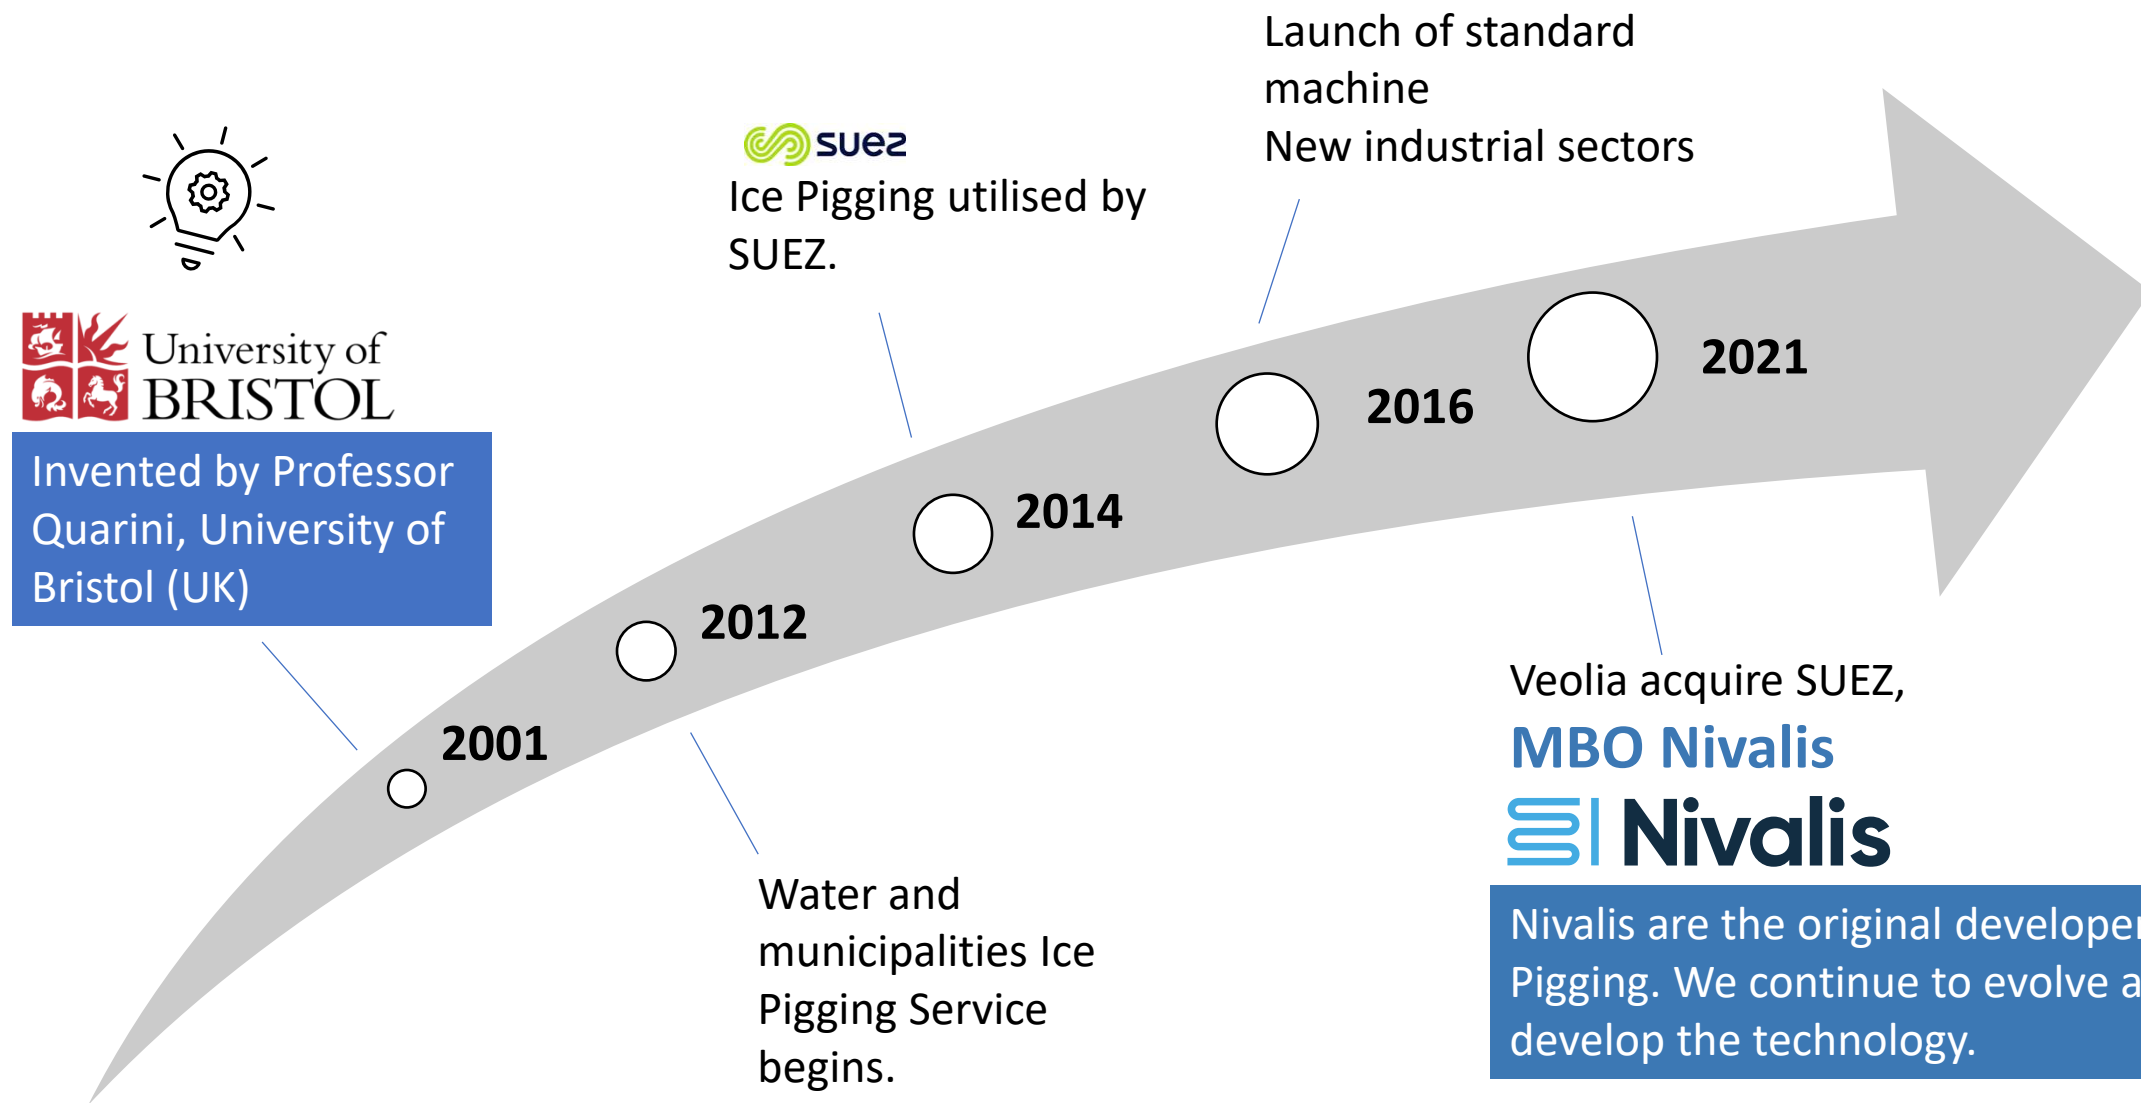 University of
BRISTOL
Invented by Professor
Quarini, University of
Bristol (UK)
2001
2012
Water and
municipalities Ice
Pigging Service
begins.
suez
Ice Pigging utilised by
SUEZ.
2014
Launch of standard
machine
New industrial sectors
2016
2021
Veolia acquire SUEZ,
MBO Nivalis
Nivalis
Nivalis are the original
Pigging. We continue to evolve
develop the technology.